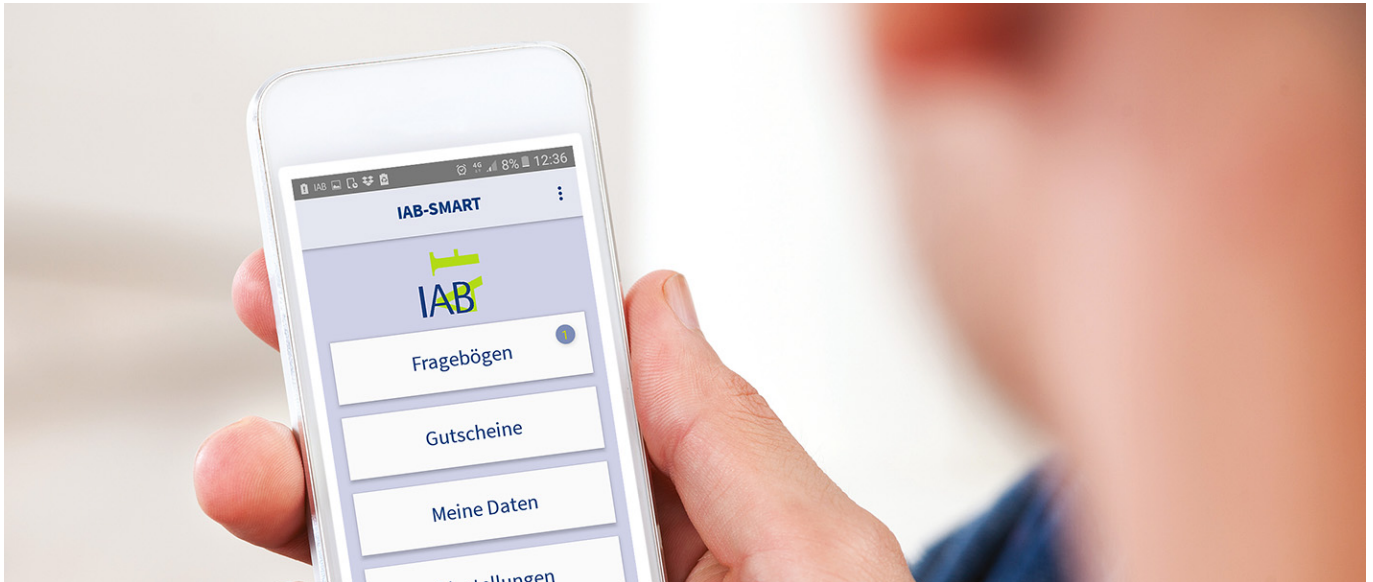 IAB 4G 8% 12:36
IAB-SMART
IAB
Fragebögen 1
Gutscheine
Meine Daten